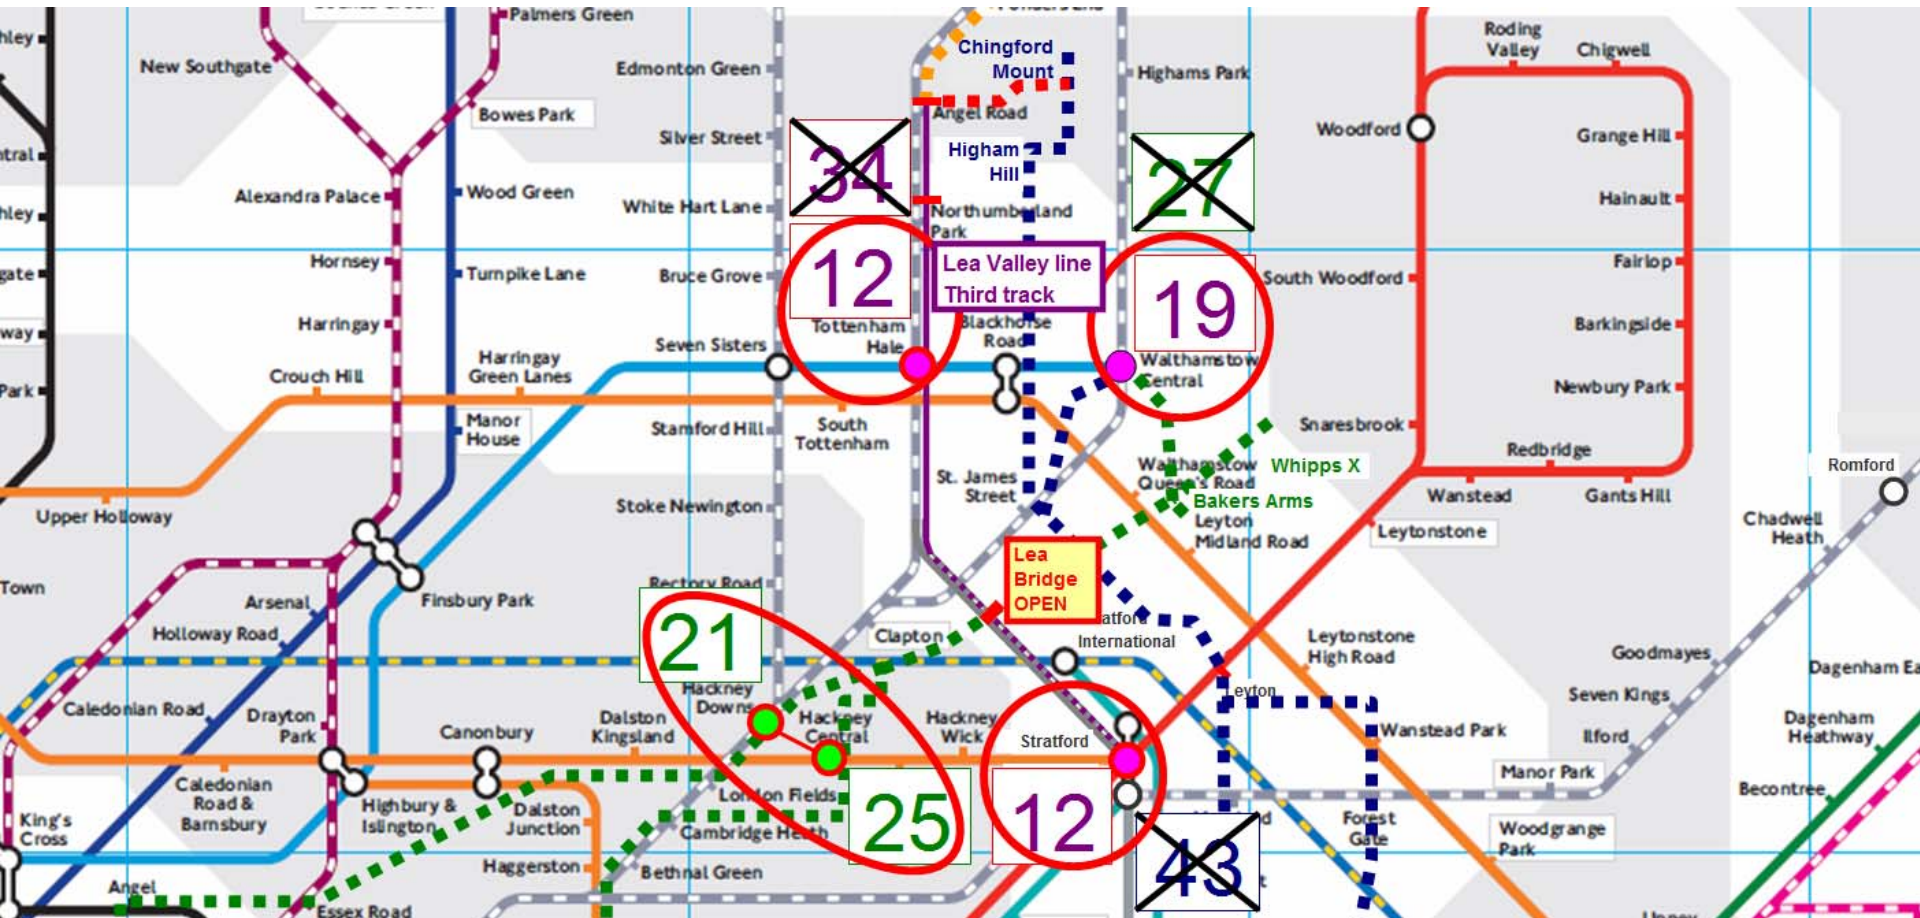 Palmers Green
New Southgate
Bowes Park
Alexandra Palace
Wood Green
Hornsey
Turnpike Lane
Harringay
Crouch Hill
Harringay
Green Lanes
Manor
House
Upper Holloway
Edmonton Green
Silver Street
White Hart Lane
Bruce Grove
Seven Sisters
Stamford Hill
Stoke Newington
Rectory Road
South
Tottenham
34
12
Tottenham
Hale
Chingford
Mount
Angel Road
Higham
Hill
Northumberland
Park
Lea Valley line
Third track
Blackhorse
Road
Highams Park
27
19
Walthamstow
Central
St. James
Street
Walthamstow
Queen's Road
Whipps X
Bakers Arms
Leyton
Midland Road
Lea
Bridge
OPEN
Roding
Valley
Chigwell
Woodford
Grange Hill
Hainault
South Woodford
Fairlop
Barkingside
Newbury Park
Snaresbrook
Redbridge
Wanstead
Gants Hill
Leytonstone
Romford
Chadwell
Heath
Goodmayes
Seven Kings
Ilford
Manor Park
Dagenham
Heathway
Becontree
Woodgrange
Park
Wanstead Park
Forest
Gate
Leytonstone
High Road
Leyton
International
Stratford
12
43
Clapton
21
Hackney
Downs
Hackney
Central
Hackney
Wick
25
London Fields
Cambridge Heath
Bethnal Green
Town
Arsenal
Finsbury Park
Holloway Road
Caledonian Road
Drayton
Park
Canonbury
Dalston
Kingsland
Caledonian
Road &
Barnsbury
Highbury &
Islington
Dalston
Junction
Haggerston
King's
Cross
Angel
Essex Road